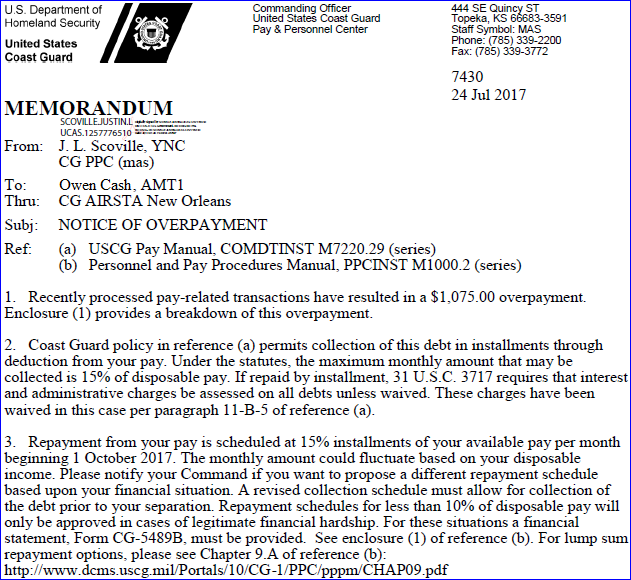 U.S. Department of
Homeland Security
United States
Coast Guard
Commanding Officer
United States Coast Guard
Pay & Personnel Center
444 SE Quincy ST
Topeka, KS 66683-3591
Staff Symbol: MAS
Phone: (785) 339-2200
Fax: (785) 339-3772
7430
24 Jul 2017
MEMORANDUM
SCOVILLE.JUSTIN.L
UCAS.1257776510
From: J. L. Scoville, YNC
CG PPC (mas)
To: Owen Cash, AMT1
Thru: CG AIRSTA New Orleans
Subj: NOTICE OF OVERPAYMENT
Ref: (a) USCG Pay Manual, COMDTINST M7220.29 (series)
(b) Personnel and Pay Procedures Manual, PPCINST M1000.2 (series)
1. Recently processed pay-related transactions have resulted in a $1,075.00 overpayment.
Enclosure (1) provides a breakdown of this overpayment.
2. Coast Guard policy in reference (a) permits collection of this debt in installments through
deduction from your pay. Under the statutes, the maximum monthly amount that may be
collected is 15% of disposable pay. If repaid by installment, 31 U.S.C. 3717 requires that interest
and administrative charges be assessed on all debts unless waived. These charges have been
waived in this case per paragraph 11-B-5 of reference (a).
3. Repayment from your pay is scheduled at 15% installments of your available pay per month
beginning 1 October 2017. The monthly amount could fluctuate based on your disposable
income. Please notify your Command if you want to propose a different repayment schedule
based upon your financial situation. A revised collection schedule must allow for collection of
the debt prior to your separation. Repayment schedules for less than 10% of disposable pay will
only be approved in cases of legitimate financial hardship. For these situations a financial
statement, Form CG-5489B, must be provided. See enclosure (1) of reference (b). For lump sum
repayment options, please see Chapter 9.A of reference (b):
http://www.dcms.uscg.mil/Portals/10/CG-1/PPC/pppm/CHAP09.pdf